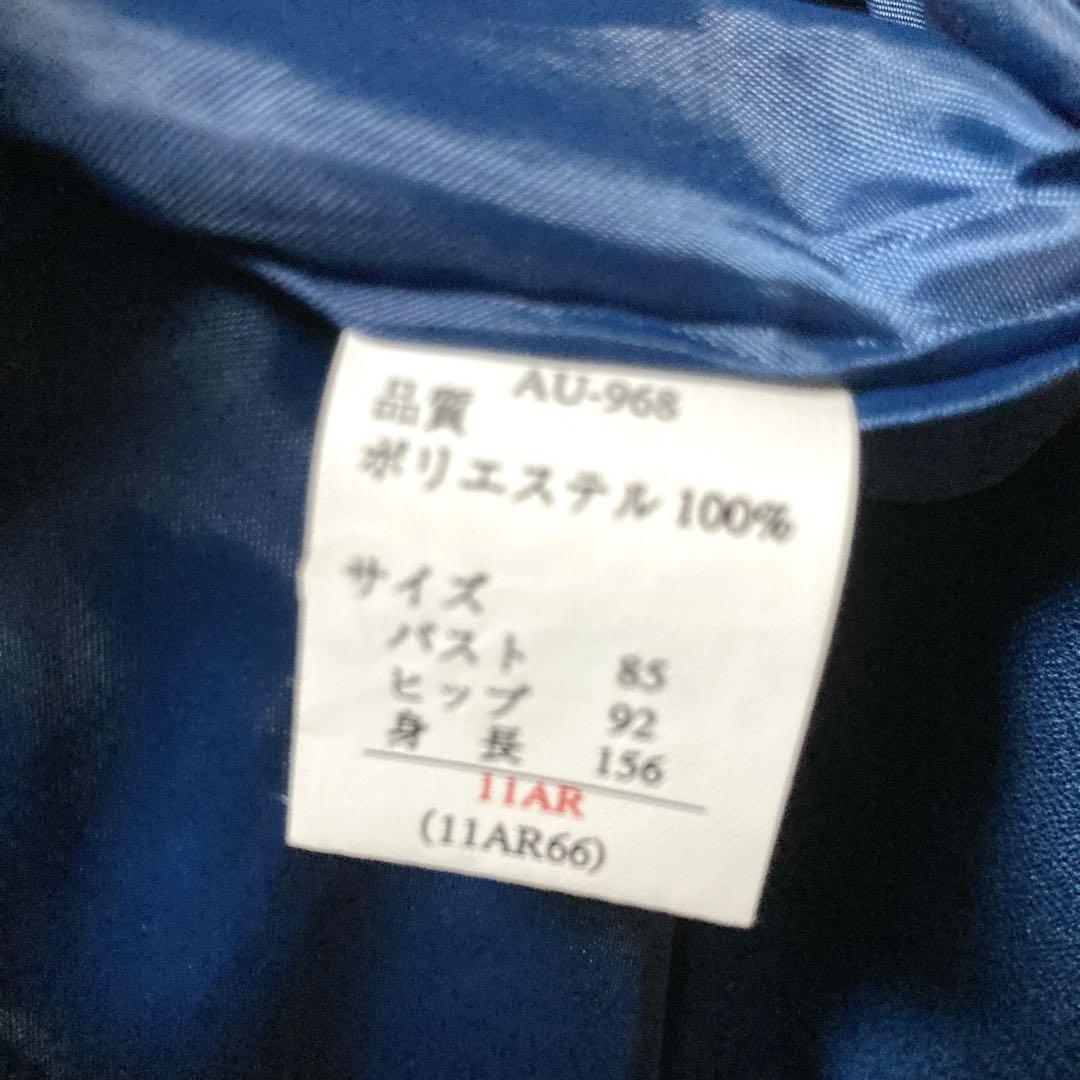 AU-968
品質
ポリエステル 100%
サイズ
バスト 85
ヒップ 92
身長 156
11AR
(11AR66)